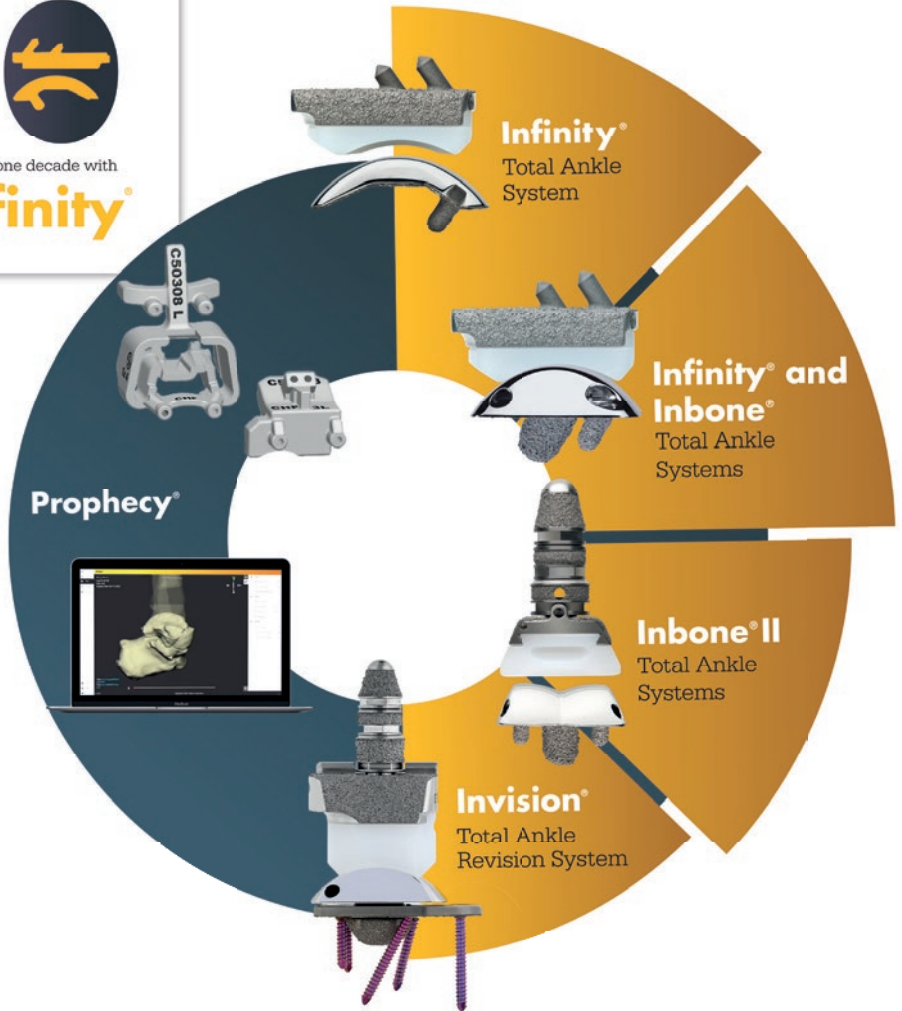 one decade with
finity®
Infinity®
Total Ankle
System
C50308 L
Infinity® and
Inbone®
Total Ankle
Systems
Prophecy®
Inbone® II
Total Ankle
Systems
Invision®
Total Ankle
Revision System